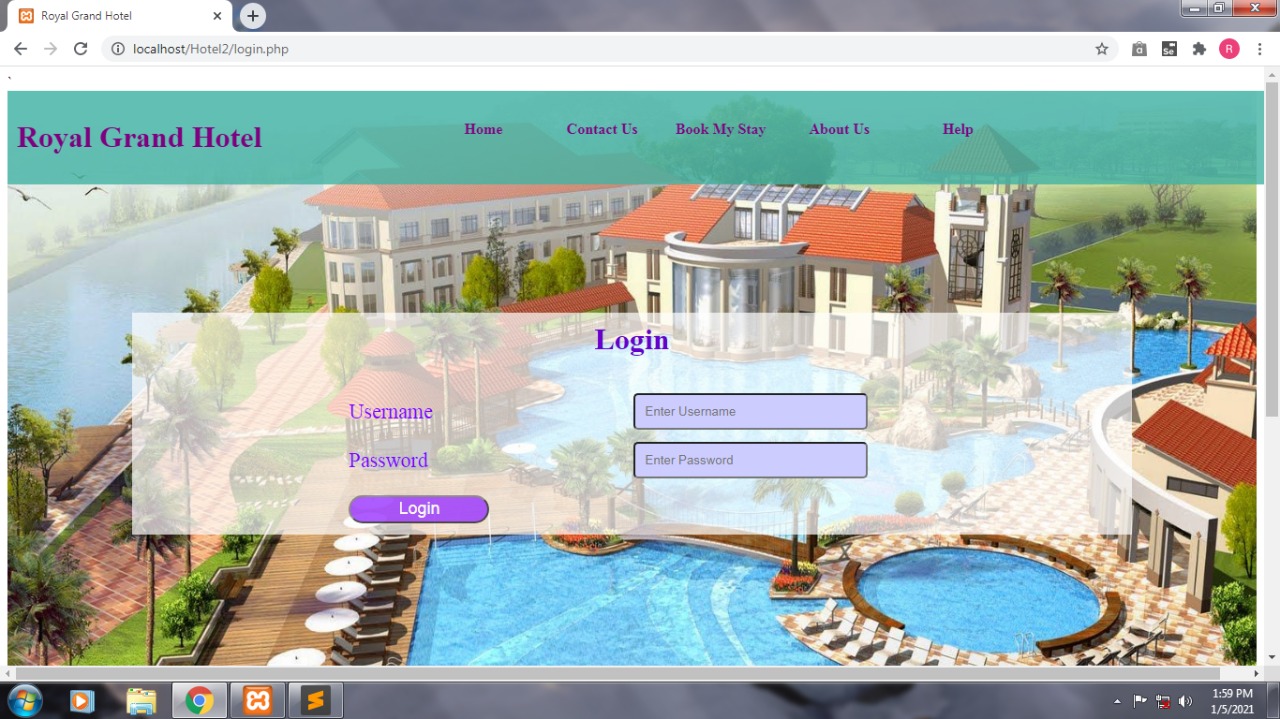 Royal Grand Hotel
localhost/Hotel2/login.php
Se
R
`
Royal Grand Hotel
Home Contact Us Book My Stay About Us Help
Login
Username Enter Username
Password Enter Password
Login
1:59 PM
1/5/2021